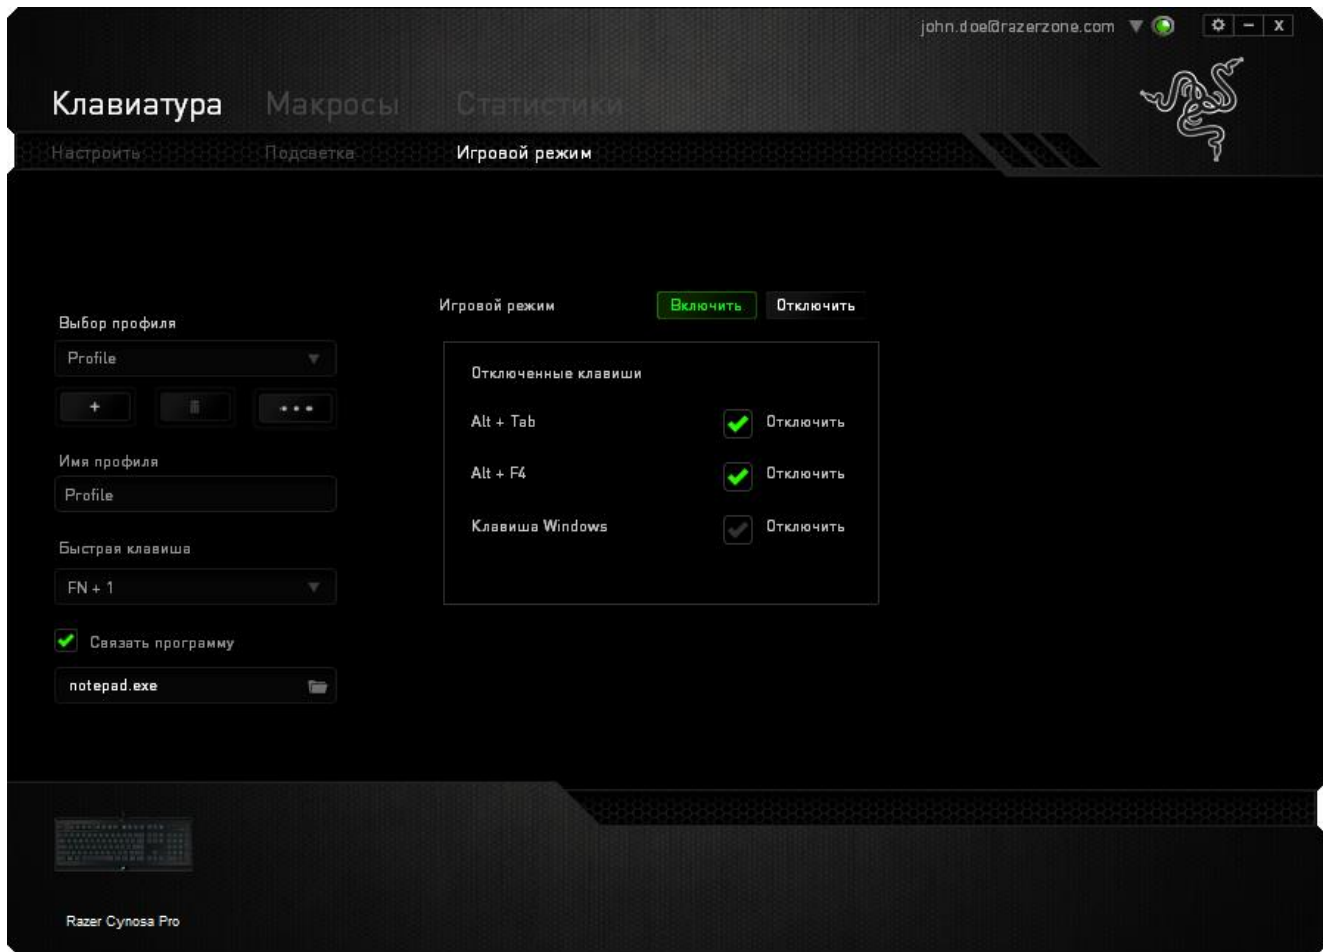 john.doe@razerzone.com
Клавиатура Макросы Статистики
Настроить Подсветка Игровой режим
Игровой режим Включить Отключить
Выбор профиля
Profile
Отключенные клавиши
Alt + Tab Отключить
Имя профиля
Alt + F4 Отключить
Profile
Клавиша Windows Отключить
Быстрая клавиша
FN + 1
Связать программу
notepad.exe
Razer Cynosa Pro